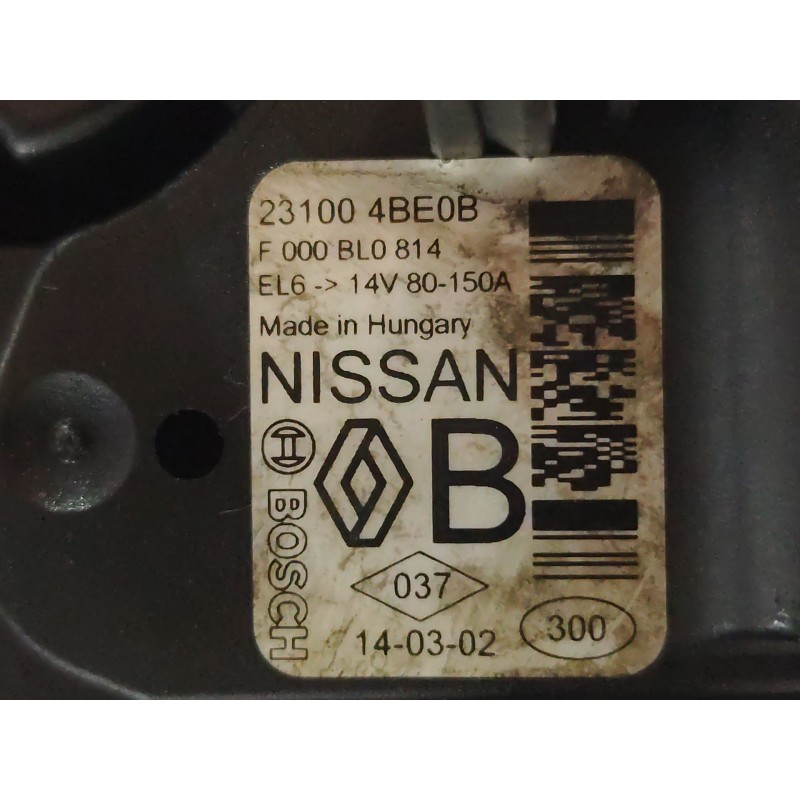 23100 4BE0B
F 000 BL0 814
EL6 -> 14V 80-150A
Made in Hungary
NISSAN
B
BOSCH
037
14-03-02
300